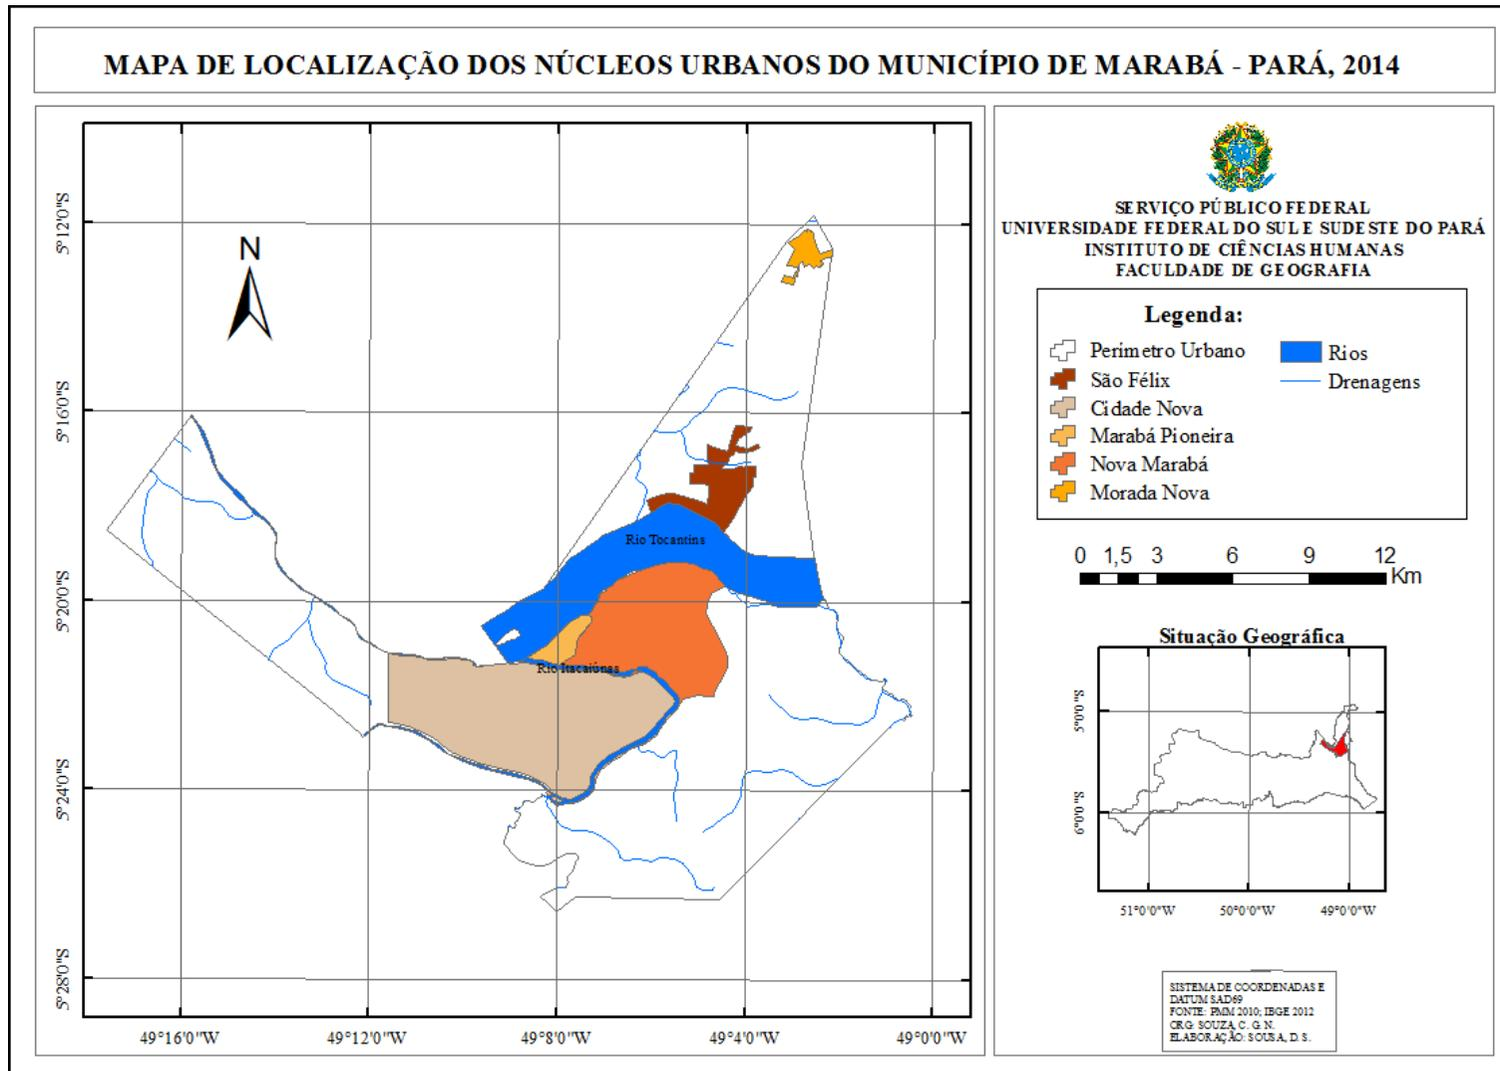 MAPA DE LOCALIZAÇÃO DOS NÚCLEOS URBANOS DO MUNICÍPIO DE MARABÁ - PARÁ, 2014
5°12'0"S
5°16'0"S
5°20'0"S
5°24'0"S
5°28'0"S
N
Rio Tocantins
Rio Itacaiúnas
49°16'0"W
49°12'0"W
49°8'0"W
49°4'0"W
49°0'0"W
SERVIÇO PÚBLICO FEDERAL
UNIVERSIDADE FEDERAL DO SUL E SUDESTE DO PARÁ
INSTITUTO DE CIÊNCIAS HUMANAS
FACULDADE DE GEOGRAFIA
Legenda:
Perímetro Urbano
São Félix
Cidade Nova
Marabá Pioneira
Nova Marabá
Morada Nova
Rios
Drenagens
0 1,5 3 6 9 12
Km
Situação Geográfica
5°0'0"S
6°0'0"S
51°0'0"W
50°0'0"W
49°0'0"W
SISTEMA DE COORDENADAS E
DATUM SAD69
FONTE: PMM 2010; IBGE 2012
ORG: SOUZA, C. G. N.
ELABORAÇÃO: SOUSA, D. S.